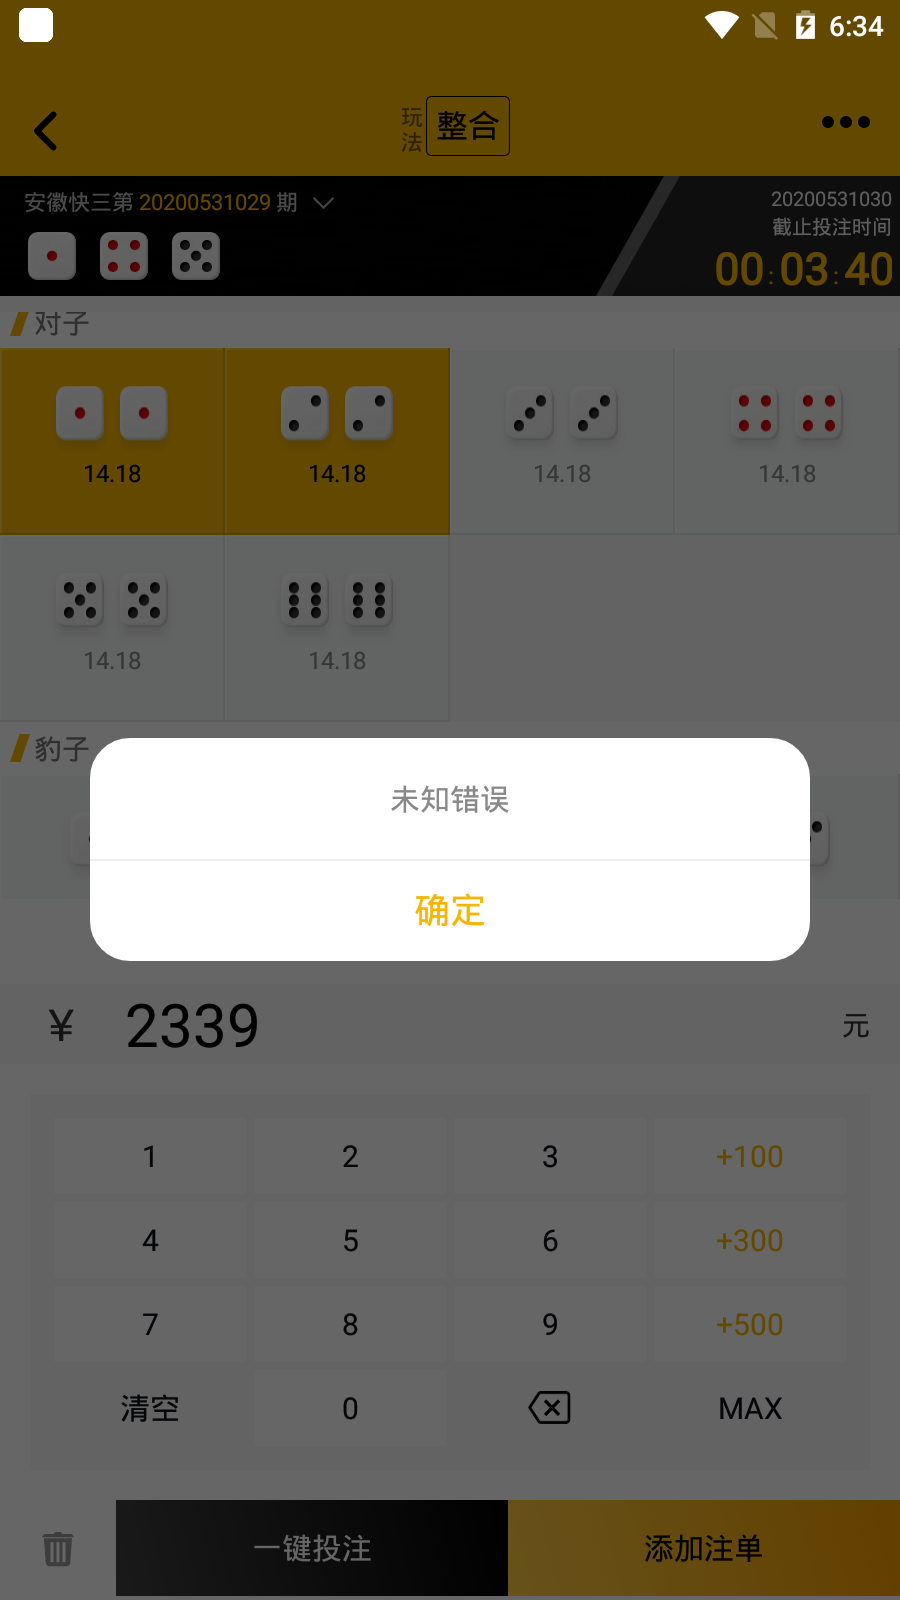 6:34
玩法
整合
安徽快三第 20200531029 期
20200531030
截止投注时间
00:03:40
对子
14.18
14.18
14.18
14.18
14.18
14.18
豹子
未知错误
确定
¥ 2339 元
1 2 3 +100
4 5 6 +300
7 8 9 +500
清空 0 MAX
一键投注 添加注单